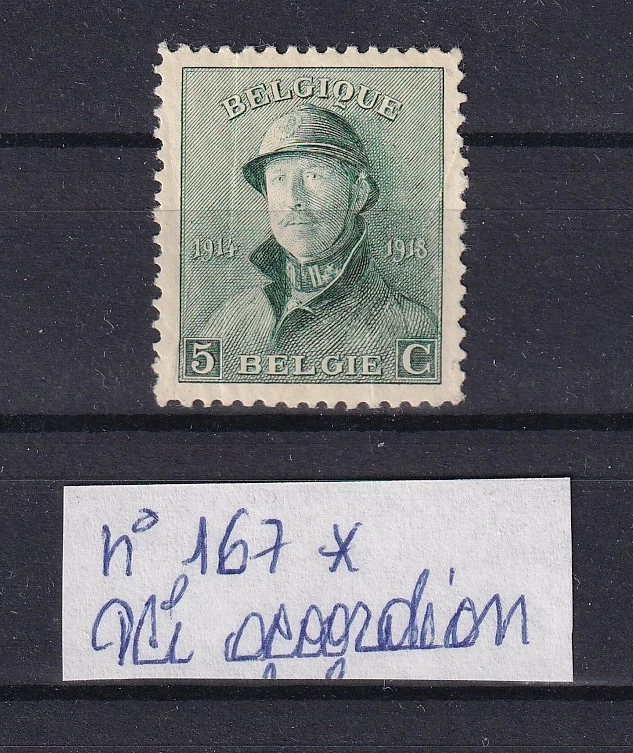 BELGIQUE
1914 1918
5 BELGIE C
n° 167 *
Pli accordéon